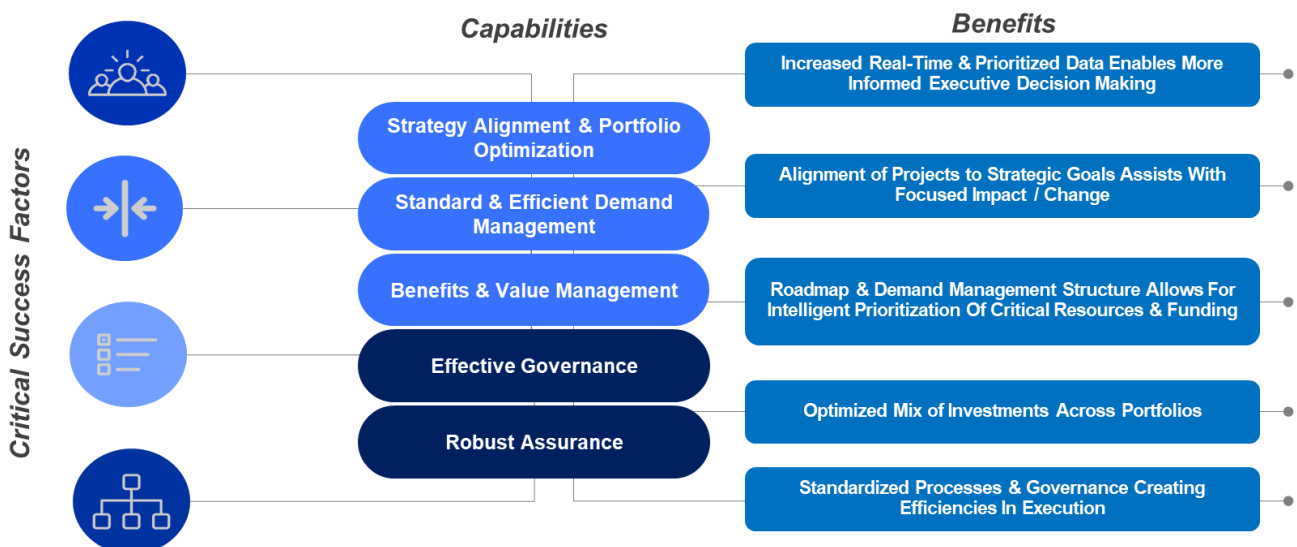 Critical Success Factors
Capabilities
Strategy Alignment & Portfolio
Optimization
Standard & Efficient Demand
Management
Benefits & Value Management
Effective Governance
Robust Assurance
Benefits
Increased Real-Time & Prioritized Data Enables More
Informed Executive Decision Making
Alignment of Projects to Strategic Goals Assists With
Focused Impact / Change
Roadmap & Demand Management Structure Allows For
Intelligent Prioritization Of Critical Resources & Funding
Optimized Mix of Investments Across Portfolios
Standardized Processes & Governance Creating
Efficiencies In Execution